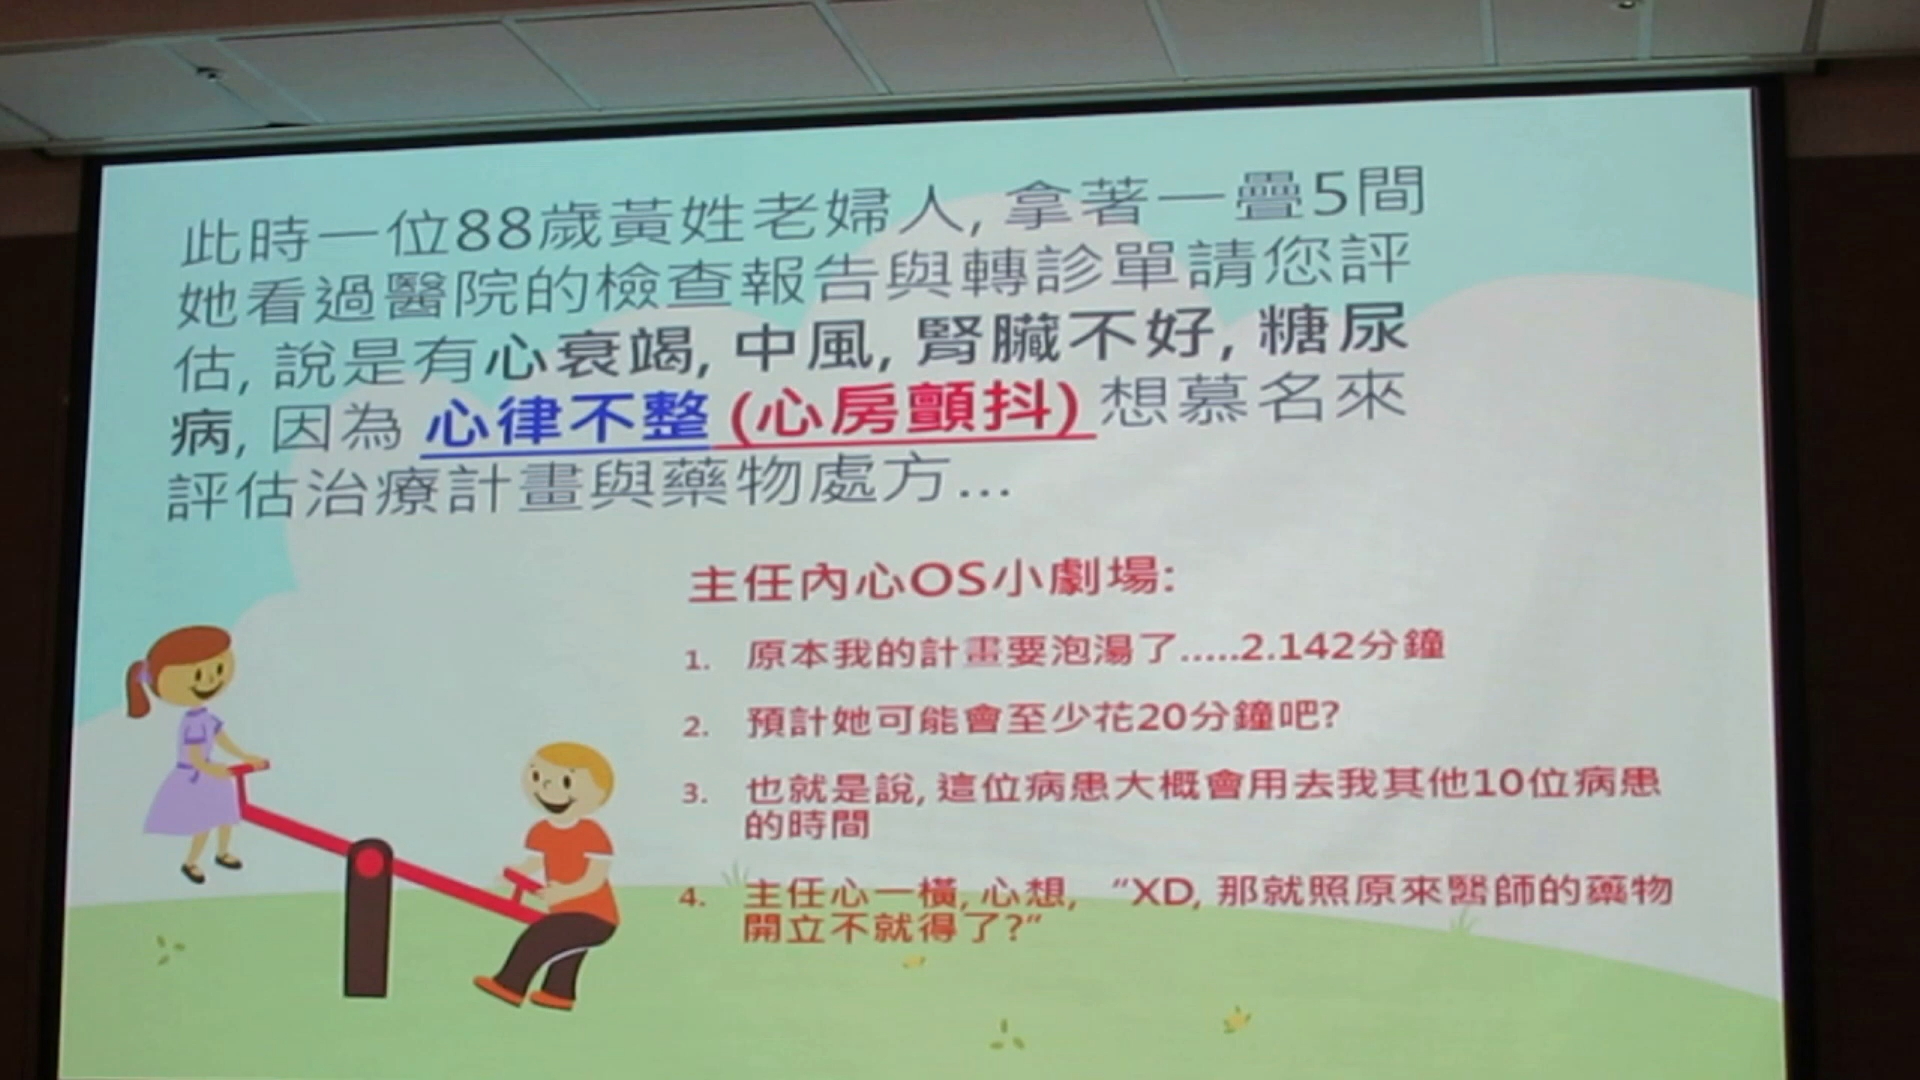 此時一位88歲黃姓老婦人, 拿著一疊5間
她看過醫院的檢查報告與轉診單請您評
估, 說是有心衰竭, 中風, 腎臟不好, 糖尿
病, 因為 心律不整 (心房顫抖) 想慕名來
評估治療計畫與藥物處方...
主任內心OS小劇場:
1. 原本我的計畫要泡湯了.....2.142分鐘
2. 預計她可能會至少花20分鐘吧?
3. 也就是說, 這位病患大概會用去我其他10位病患
的時間
4. 主任心一橫, 心想, “XD, 那就照原來醫師的藥物
開立不就得了?”